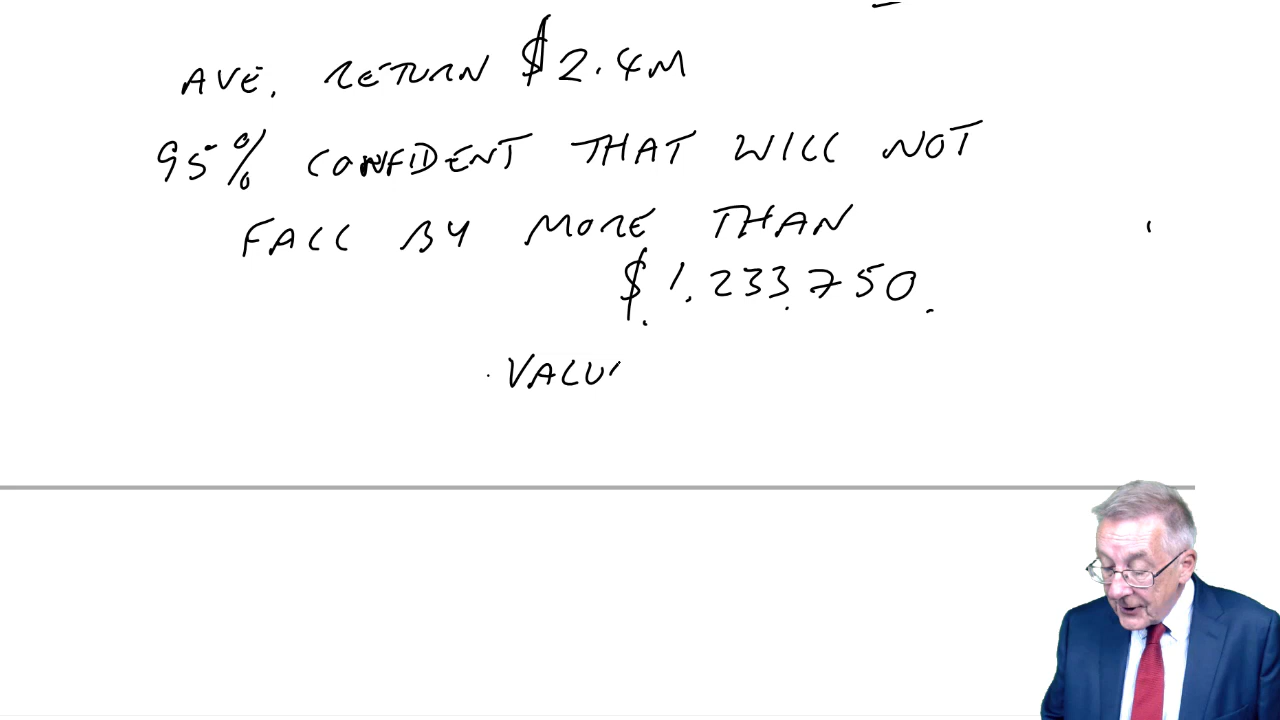 AVE. RETURN $2.4M
95% CONFIDENT THAT WILL NOT
FALL BY MORE THAN
$1.233.750.
VALU